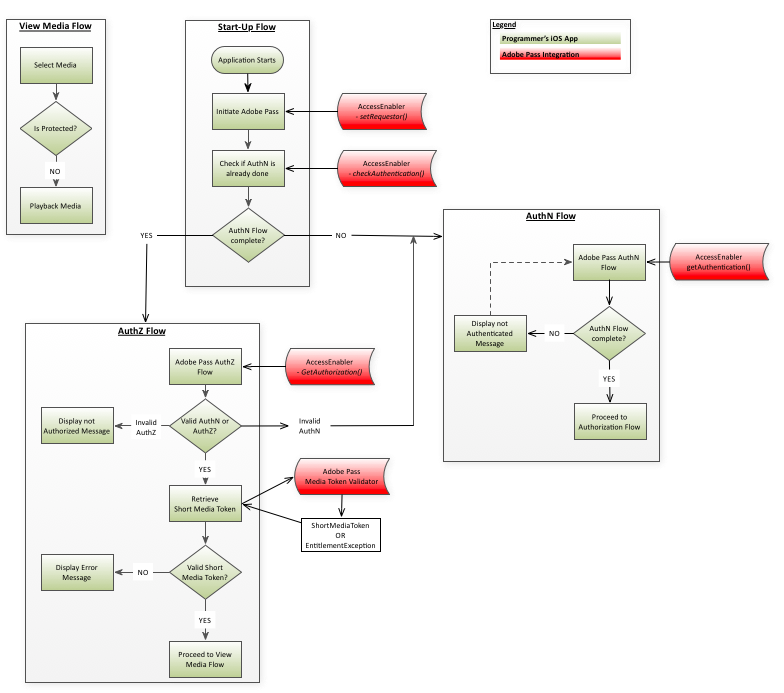 View Media Flow
Select Media
Is Protected?
NO
Playback Media
Start-Up Flow
Application Starts
Initiate Adobe Pass
AccessEnabler
- setRequestor()
Check if AuthN is
already done
AccessEnabler
- checkAuthentication()
AuthN Flow
complete?
YES
NO
Legend
Programmer's iOS App
Adobe Pass Integration
AuthN Flow
Adobe Pass AuthN
Flow
AccessEnabler
getAuthentication()
Display not
Authenticated
Message
NO
AuthN Flow
complete?
YES
Proceed to
Authorization Flow
AuthZ Flow
Adobe Pass AuthZ
Flow
AccessEnabler
- GetAuthorization()
Display not
Authorized Message
Invalid
AuthZ
Valid AuthN or
AuthZ?
Invalid
AuthN
YES
Retrieve
Short Media Token
Adobe Pass
Media Token Validator
ShortMediaToken
OR
EntitlementException
Display Error
Message
NO
Valid Short
Media Token?
YES
Proceed to View
Media Flow